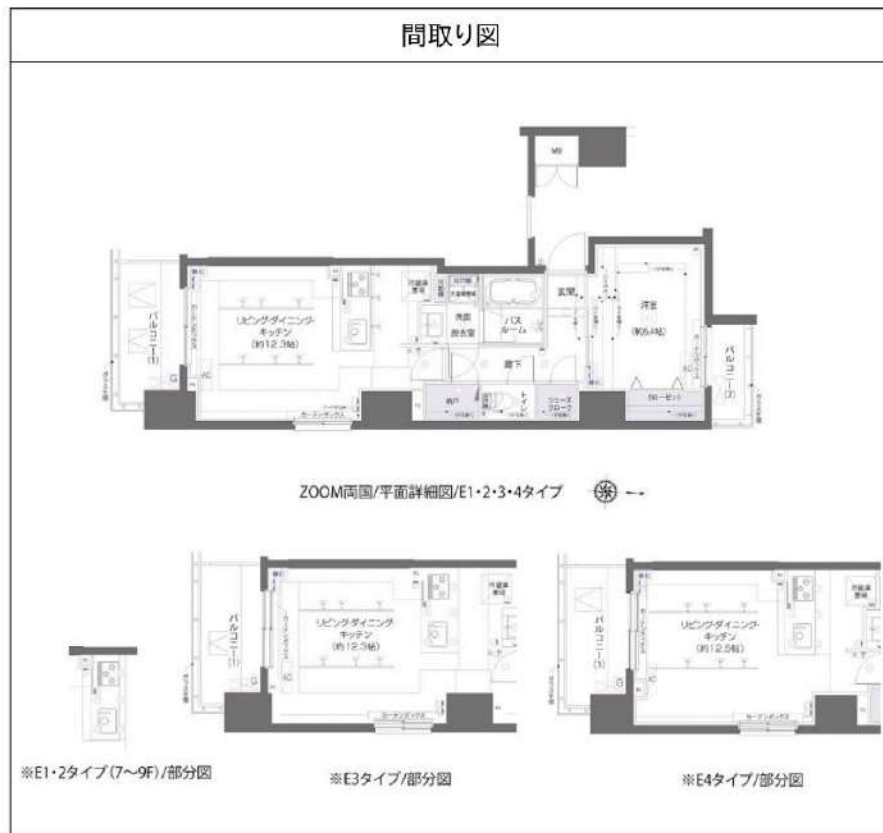 間取り図
MB
バルコニー(1)
リビング・ダイニング・
キッチン
(約12.3帖)
冷蔵庫
置場
洗面
脱衣室
バス
ルーム
玄関
洋室
(約5.4帖)
バルコニー(2)
廊下
納戸
トイレ
シューズ
クローク
クローゼット
カーテンボックス
AC
G
ZOOM両国/平面詳細図/E1・2・3・4タイプ
バルコニー(1)
リビング・ダイニング・
キッチン
(約12.3帖)
冷蔵庫
置場
カーテンボックス
AC
G
バルコニー(1)
リビング・ダイニング・
キッチン
(約12.5帖)
冷蔵庫
置場
カーテンボックス
AC
G
※E1・2タイプ(7〜9F)/部分図
※E3タイプ/部分図
※E4タイプ/部分図